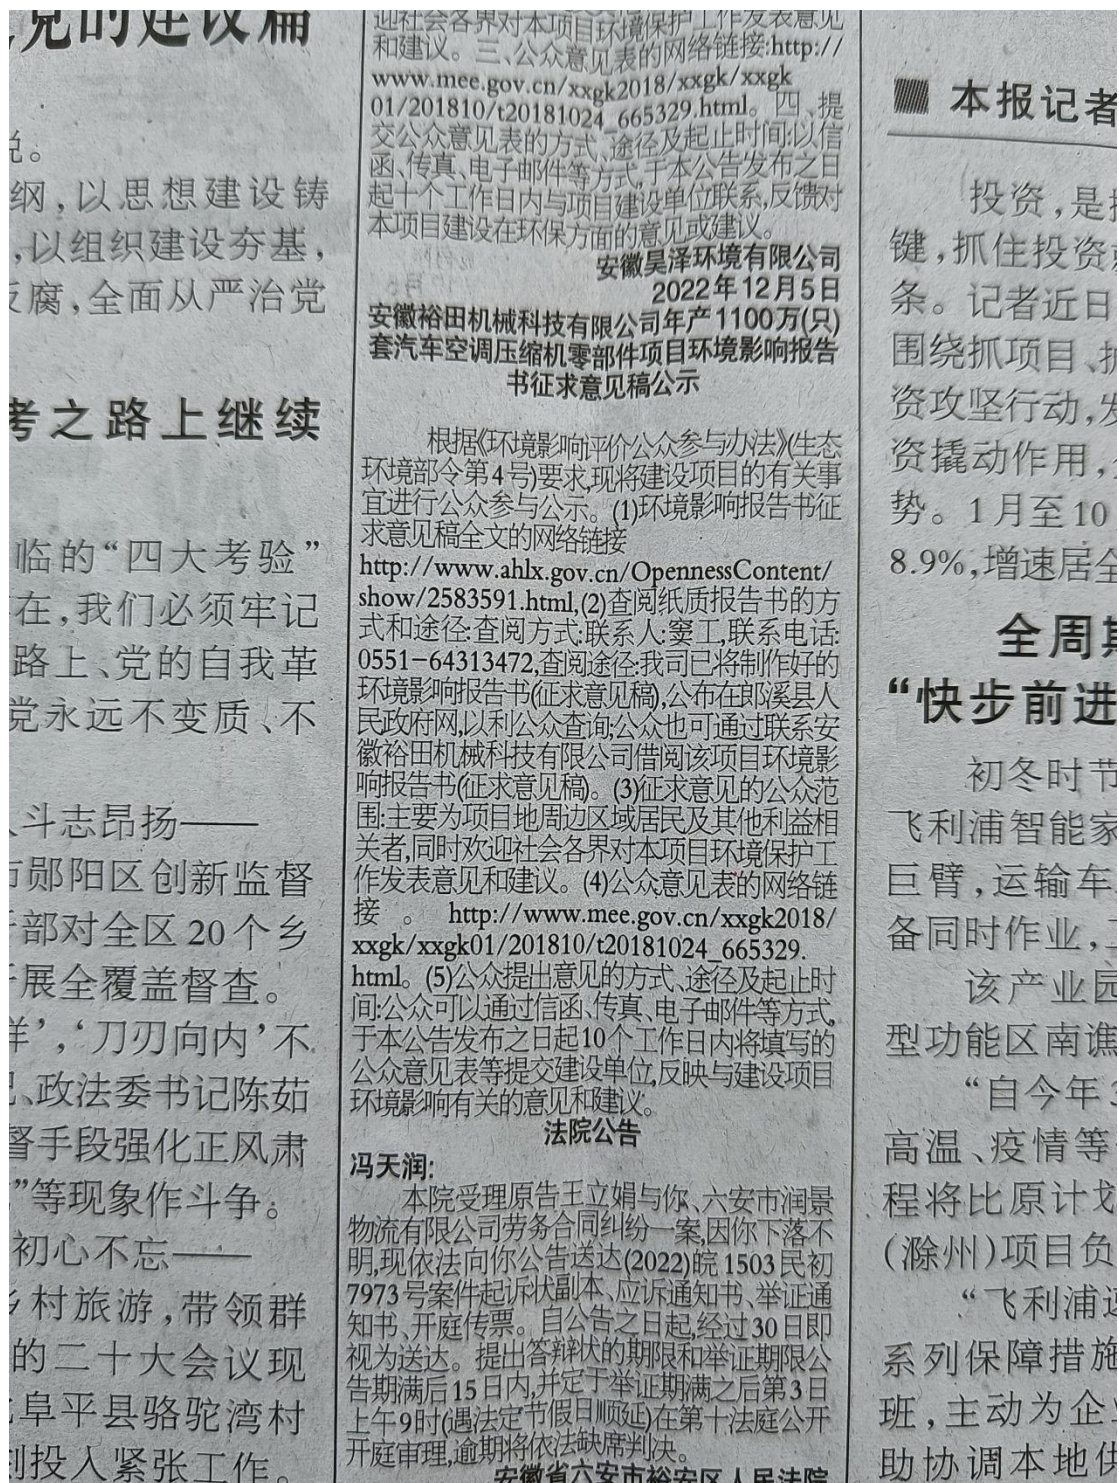 党的建设篇
说。
纲,以思想建设铸
,以组织建设夯基,
反腐,全面从严治党
考之路上继续
临的“四大考验”
在,我们必须牢记
路上、党的自我革
党永远不变质、不
人斗志昂扬——
市郧阳区创新监督
部对全区20个乡
开展全覆盖督查。
样’,‘刀刃向内’不
、政法委书记陈茹
督手段强化正风肃
”等现象作斗争。
初心不忘——
乡村旅游,带领群
的二十大会议现
阜平县骆驼湾村
刻投入紧张工作。
迎社会各界对本项目环境保护工作发表意见
和建议。三、公众意见表的网络链接:http://
www.mee.gov.cn/xxgk2018/xxgk/xxgk
01/201810/t20181024_665329.html。四、提
交公众意见表的方式、途径及起止时间:以信
函、传真、电子邮件等方式,于本公告发布之日
起十个工作日内与项目建设单位联系,反馈对
本项目建设在环保方面的意见或建议。
安徽昊泽环境有限公司
2022年12月5日
安徽裕田机械科技有限公司年产1100万(只)
套汽车空调压缩机零部件项目环境影响报告
书征求意见稿公示
根据《环境影响评价公众参与办法》(生态
环境部令第4号)要求,现将建设项目的有关事
宜进行公众参与公示。(1)环境影响报告书征
求意见稿全文的网络链接
http://www.ahlx.gov.cn/OpennessContent/
show/2583591.html,(2)查阅纸质报告书的方
式和途径:查阅方式:联系人:窦工,联系电话:
0551-64313472,查阅途径:我司已将制作好的
环境影响报告书(征求意见稿),公布在郎溪县人
民政府网,以利公众查询;公众也可通过联系安
徽裕田机械科技有限公司借阅该项目环境影
响报告书(征求意见稿)。(3)征求意见的公众范
围:主要为项目地周边区域居民及其他利益相
关者,同时欢迎社会各界对本项目环境保护工
作发表意见和建议。(4)公众意见表的网络链
接。http://www.mee.gov.cn/xxgk2018/
xxgk/xxgk01/201810/t20181024_665329.
html。(5)公众提出意见的方式、途径及起止时
间:公众可以通过信函、传真、电子邮件等方式,
于本公告发布之日起10个工作日内将填写的
公众意见表等提交建设单位,反映与建设项目
环境影响有关的意见和建议。
法院公告
冯天润:
本院受理原告王立娟与你、六安市润景
物流有限公司劳务合同纠纷一案,因你下落不
明,现依法向你公告送达(2022)皖1503民初
7973号案件起诉状副本、应诉通知书、举证通
知书、开庭传票。自公告之日起,经过30日即
视为送达。提出答辩状的期限和举证期限公
告期满后15日内,并定于举证期满之后第3日
上午9时(遇法定节假日顺延)在第十法庭公开
开庭审理,逾期将依法缺席判决。
安徽省六安市裕安区人民法院
■ 本报记者
投资,是
键,抓住投资
条。记者近日
围绕抓项目、抓
资攻坚行动,发
资撬动作用,
势。1月至10
8.9%,增速居全
全周期
“快步前进
初冬时节
飞利浦智能家
巨臂,运输车
备同时作业,
该产业园
型功能区南谯
“自今年3
高温、疫情等
程将比原计划
(滁州)项目负
“飞利浦
系列保障措施
班,主动为企
助协调本地供